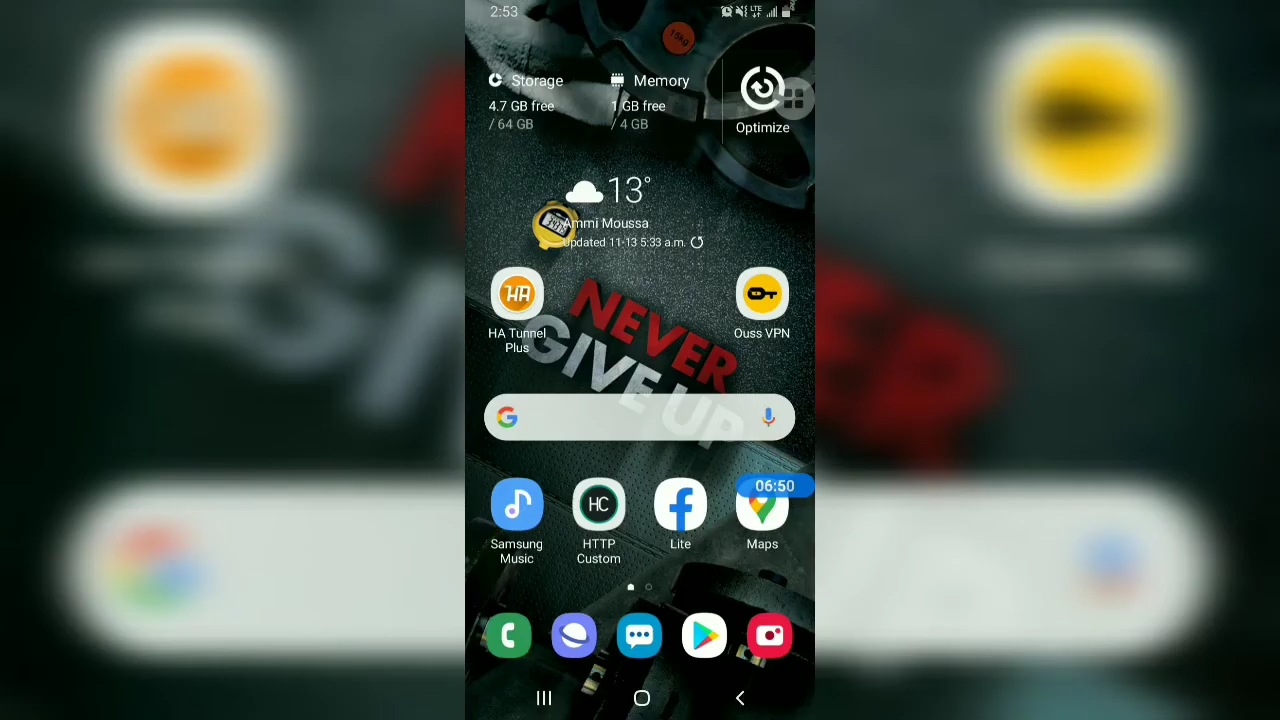 2:53
LTE
15kg
Storage
Memory
4.7 GB free
1 GB free
/ 64 GB
/ 4 GB
Optimize
13°
Ammi Moussa
Updated 11-13 5:33 a.m.
HA
HA Tunnel
Plus
Ouss VPN
NEVER
GIVE UP
G
HC
06:50
Samsung
Music
HTTP
Custom
Lite
Maps